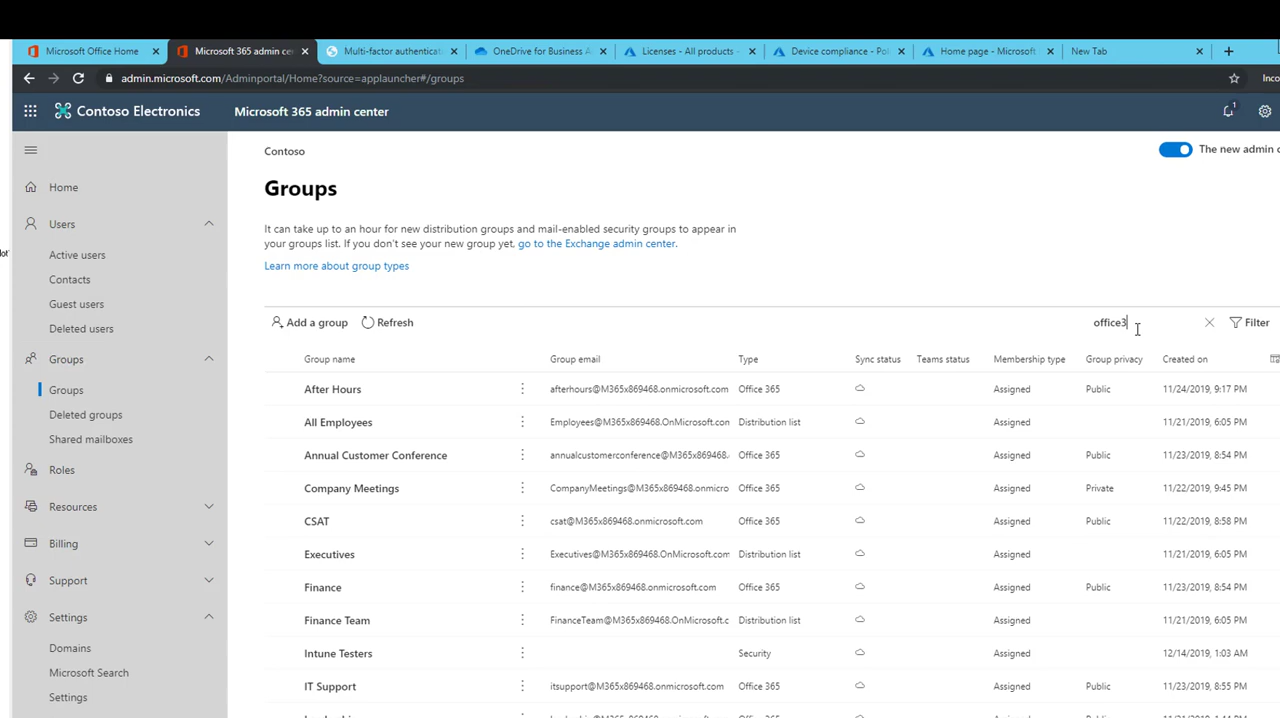 Microsoft Office Home
Microsoft 365 admin ce
Multi-factor authenticat
OneDrive for Business A
Licenses - All products -
Device compliance - Pol
Home page - Microsoft
New Tab
admin.microsoft.com/Adminportal/Home?source=applauncher#/groups
Contoso Electronics
Microsoft 365 admin center
1
Contoso
The new admin c
Groups
It can take up to an hour for new distribution groups and mail-enabled security groups to appear in
your groups list. If you don't see your new group yet, go to the Exchange admin center.
Learn more about group types
Home
Users
Active users
Contacts
Guest users
Deleted users
Groups
Groups
Deleted groups
Shared mailboxes
Roles
Resources
Billing
Support
Settings
Domains
Microsoft Search
Settings
Add a group Refresh office3 Filter
Group name Group email Type Sync status Teams status Membership type Group privacy Created on
After Hours afterhours@M365x869468.onmicrosoft.com Office 365 Assigned Public 11/24/2019, 9:17 PM
All Employees Employees@M365x869468.OnMicrosoft.con Distribution list Assigned 11/21/2019, 6:05 PM
Annual Customer Conference annualcustomerconference@M365x869468. Office 365 Assigned Public 11/23/2019, 8:54 PM
Company Meetings CompanyMeetings@M365x869468.onmicro Office 365 Assigned Private 11/22/2019, 9:45 PM
CSAT csat@M365x869468.onmicrosoft.com Office 365 Assigned Public 11/22/2019, 8:58 PM
Executives Executives@M365x869468.OnMicrosoft.com Distribution list Assigned 11/21/2019, 6:05 PM
Finance finance@M365x869468.onmicrosoft.com Office 365 Assigned Public 11/23/2019, 8:54 PM
Finance Team FinanceTeam@M365x869468.OnMicrosoft.c Distribution list Assigned 11/21/2019, 6:05 PM
Intune Testers Security Assigned 12/14/2019, 1:03 AM
IT Support itsupport@M365x869468.onmicrosoft.com Office 365 Assigned Public 11/23/2019, 8:55 PM